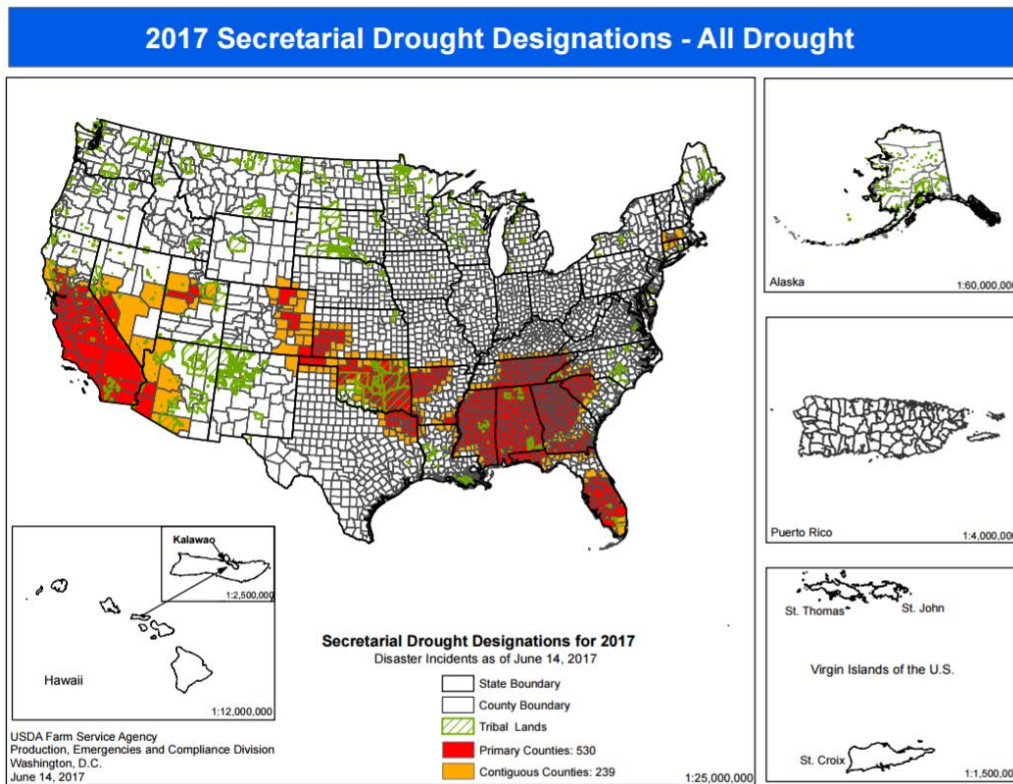 2017 Secretarial Drought Designations - All Drought
Alaska
1:60,000,000
Puerto Rico
1:4,000,000
Kalawao
1:2,500,000
Hawaii
1:12,000,000
St. Thomas
St. John
Virgin Islands of the U.S.
St. Croix
1:1,500,000
Secretarial Drought Designations for 2017
Disaster Incidents as of June 14, 2017
State Boundary
County Boundary
Tribal Lands
Primary Counties: 530
Contiguous Counties: 239
1:25,000,000
USDA Farm Service Agency
Production, Emergencies and Compliance Division
Washington, D.C.
June 14, 2017